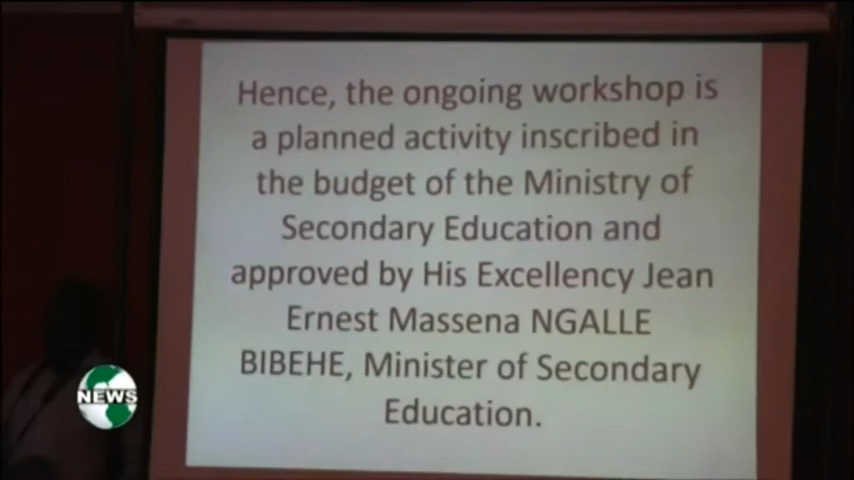 Hence, the ongoing workshop is
a planned activity inscribed in
the budget of the Ministry of
Secondary Education and
approved by His Excellency Jean
Ernest Massena NGALLE
BIBEHE, Minister of Secondary
Education.
NEWS